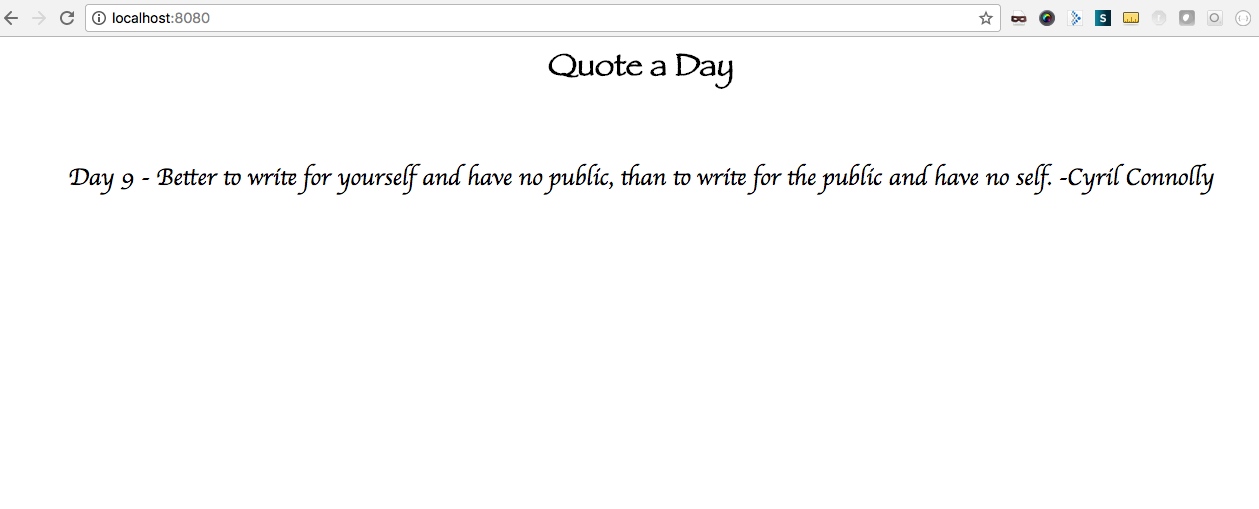 localhost:8080
Quote a Day
Day 9 - Better to write for yourself and have no public, than to write for the public and have no self. -Cyril Connolly